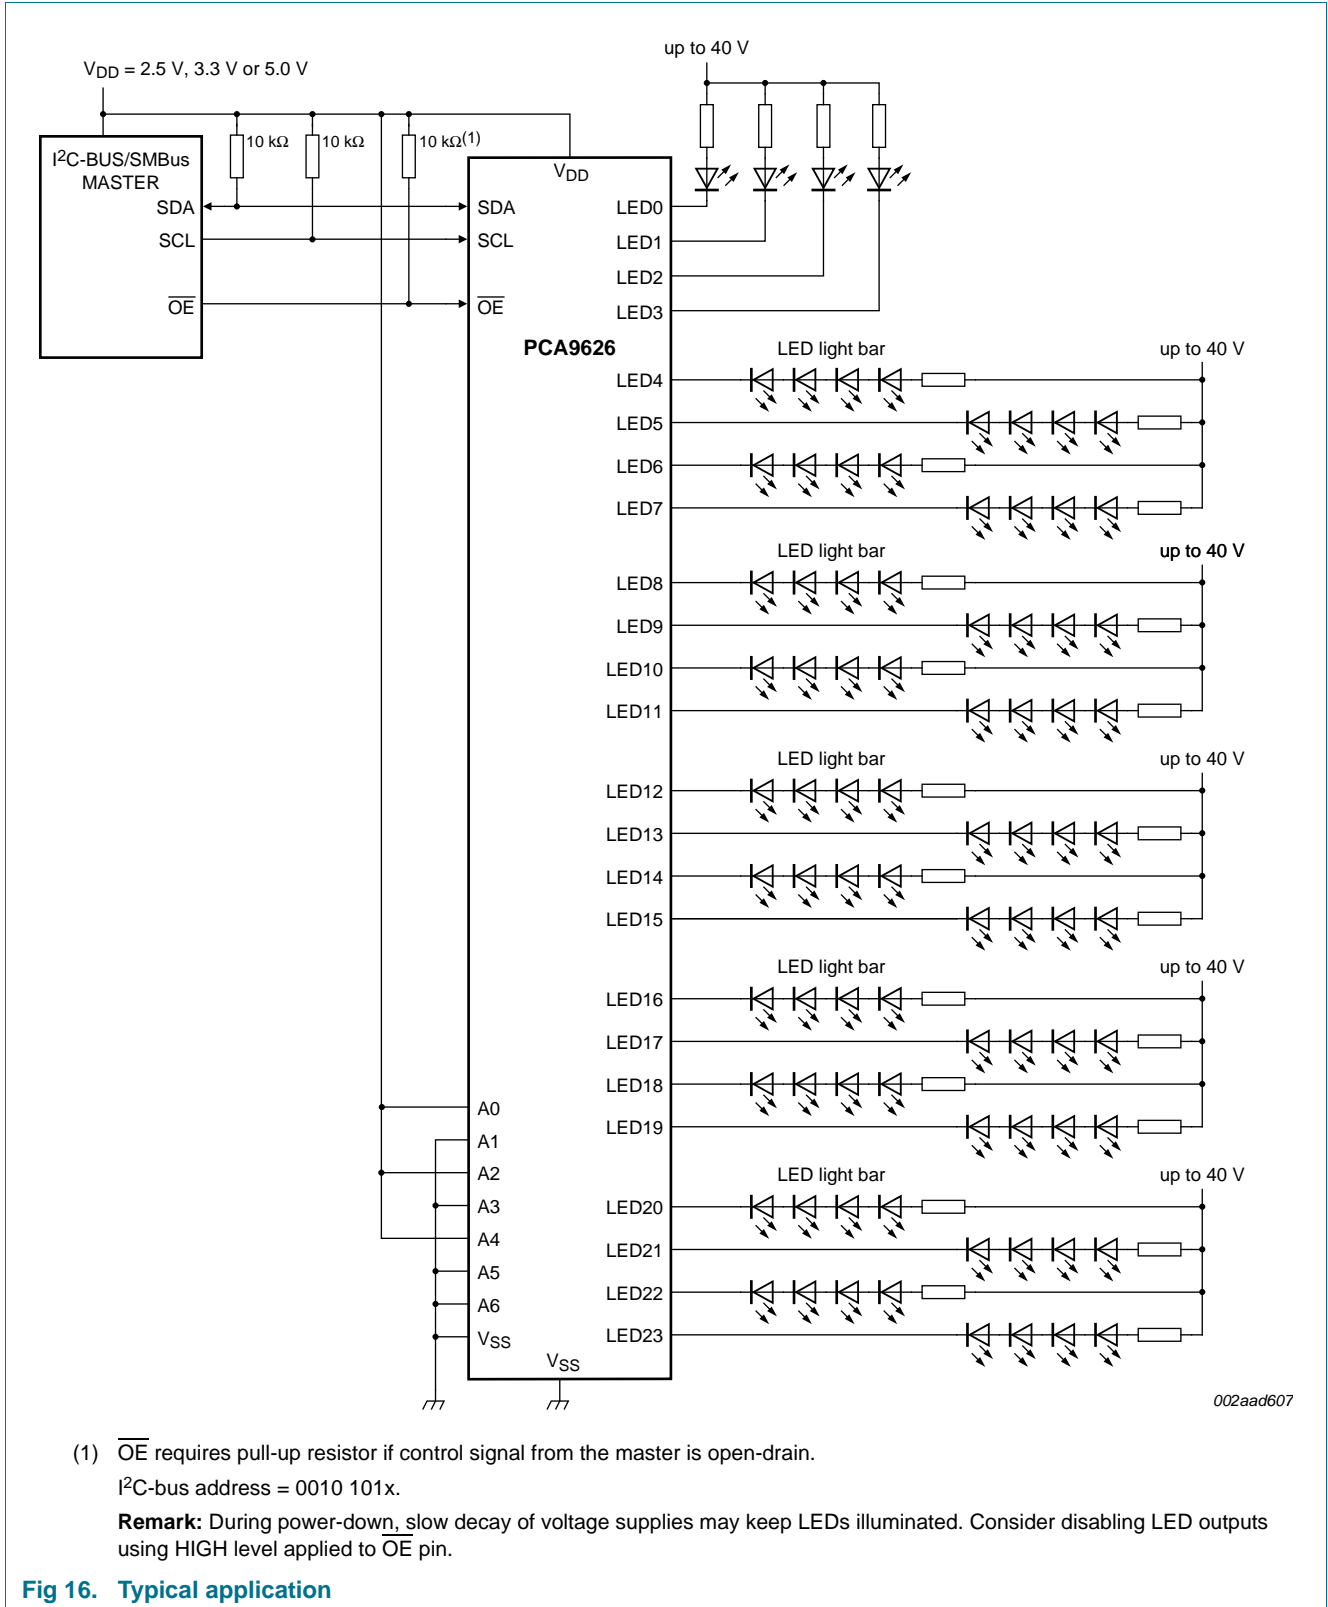 up to 40 V
VDD = 2.5 V, 3.3 V or 5.0 V
10 kΩ
10 kΩ
10 kΩ(1)
I2C-BUS/SMBus
MASTER
SDA
SCL
OE
VDD
SDA
SCL
OE
PCA9626
LED0
LED1
LED2
LED3
LED light bar
up to 40 V
LED4
LED5
LED6
LED7
LED light bar
up to 40 V
LED8
LED9
LED10
LED11
LED light bar
up to 40 V
LED12
LED13
LED14
LED15
LED light bar
up to 40 V
LED16
LED17
LED18
LED19
LED light bar
up to 40 V
LED20
LED21
LED22
LED23
A0
A1
A2
A3
A4
A5
A6
VSS
VSS
002aad607
(1) OE requires pull-up resistor if control signal from the master is open-drain.
I2C-bus address = 0010 101x.
Remark: During power-down, slow decay of voltage supplies may keep LEDs illuminated. Consider disabling LED outputs
using HIGH level applied to OE pin.
Fig 16. Typical application